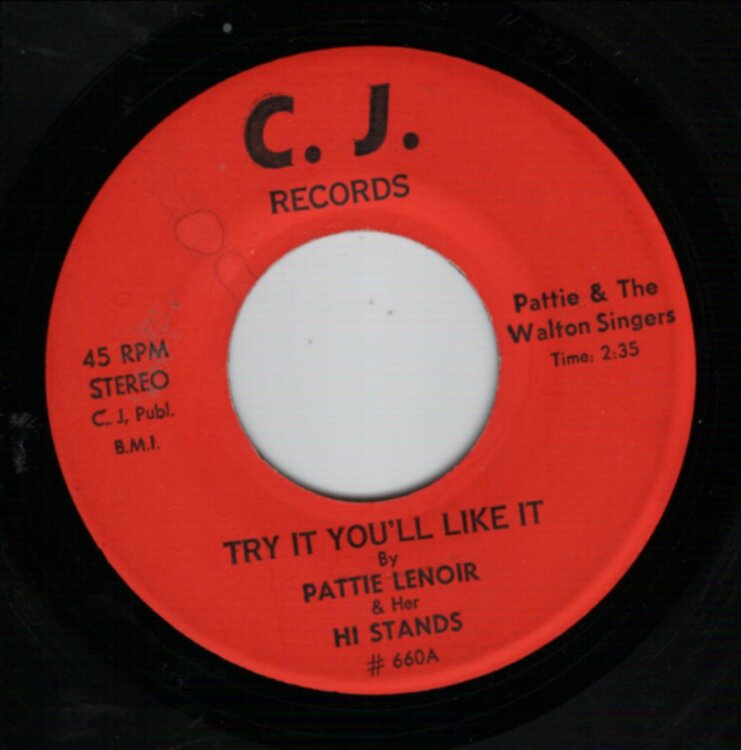 C. J.
RECORDS
Pattie & The
Walton Singers
Time: 2:35
45 RPM
STEREO
C. J, Publ.
B.M.I.
TRY IT YOU'LL LIKE IT
By
PATTIE LENOIR
& Her
HI STANDS
# 660A